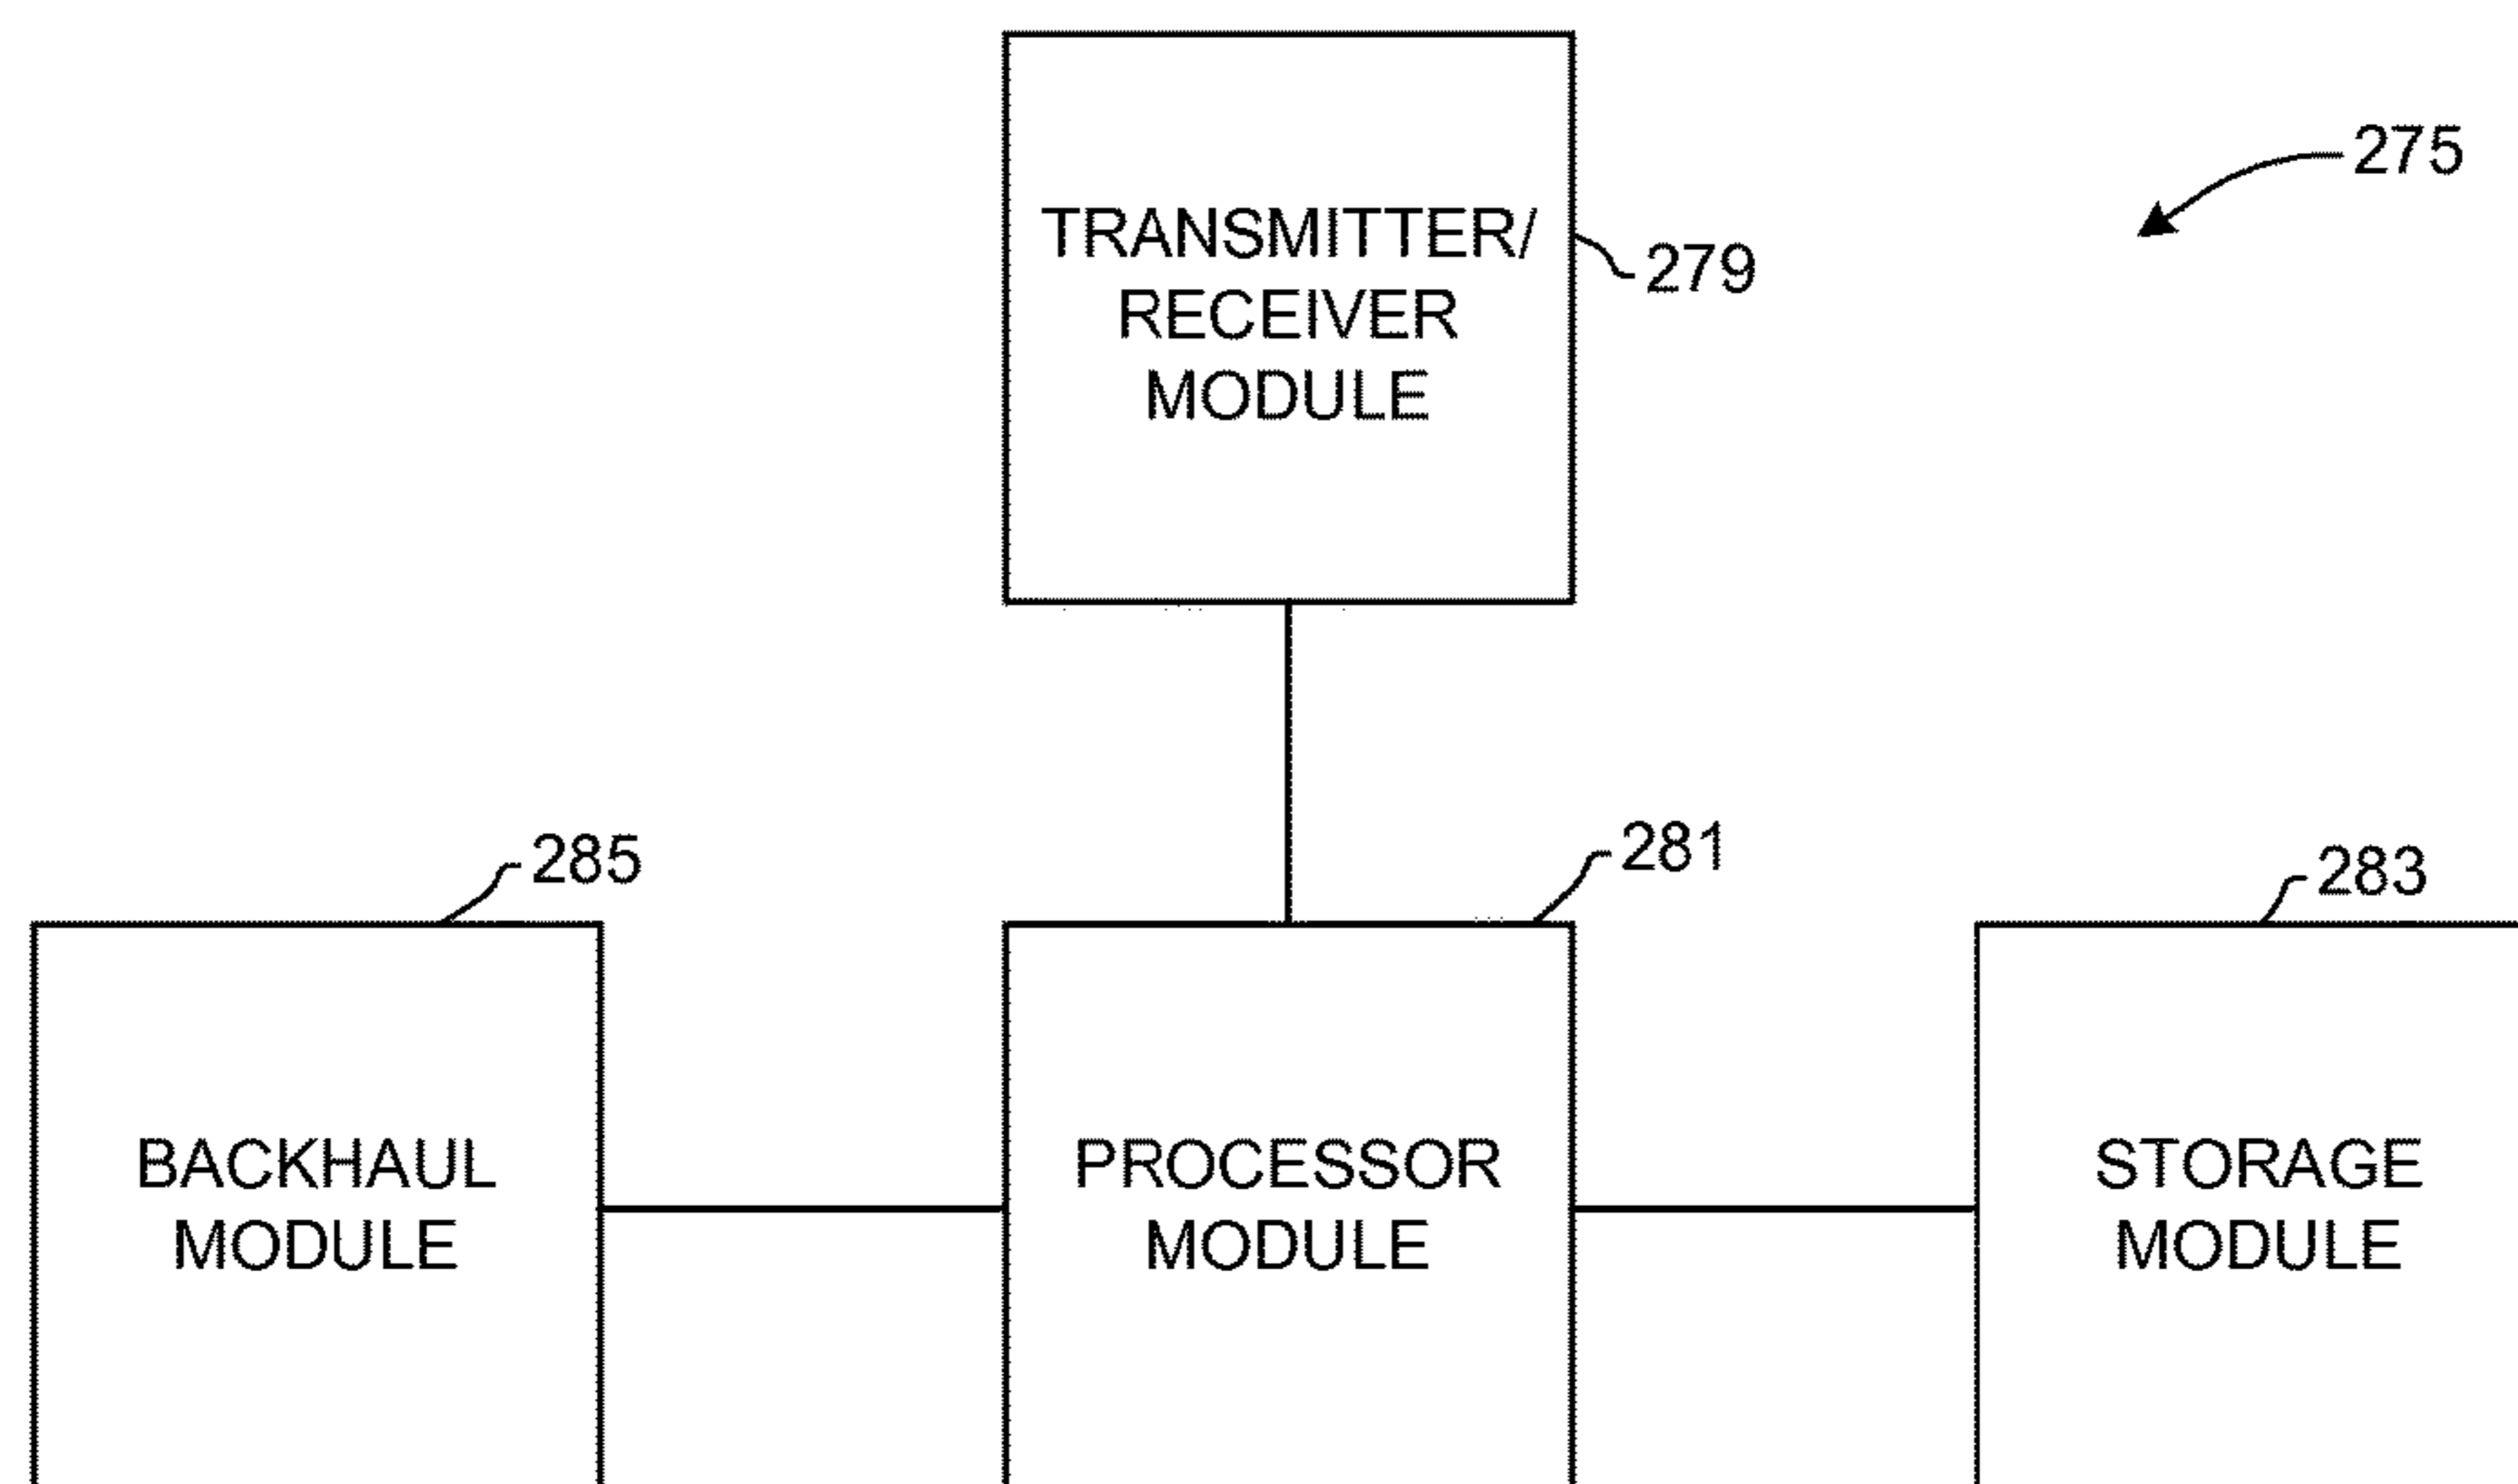 275
TRANSMITTER/
RECEIVER
MODULE
279
285
281
283
BACKHAUL
MODULE
PROCESSOR
MODULE
STORAGE
MODULE